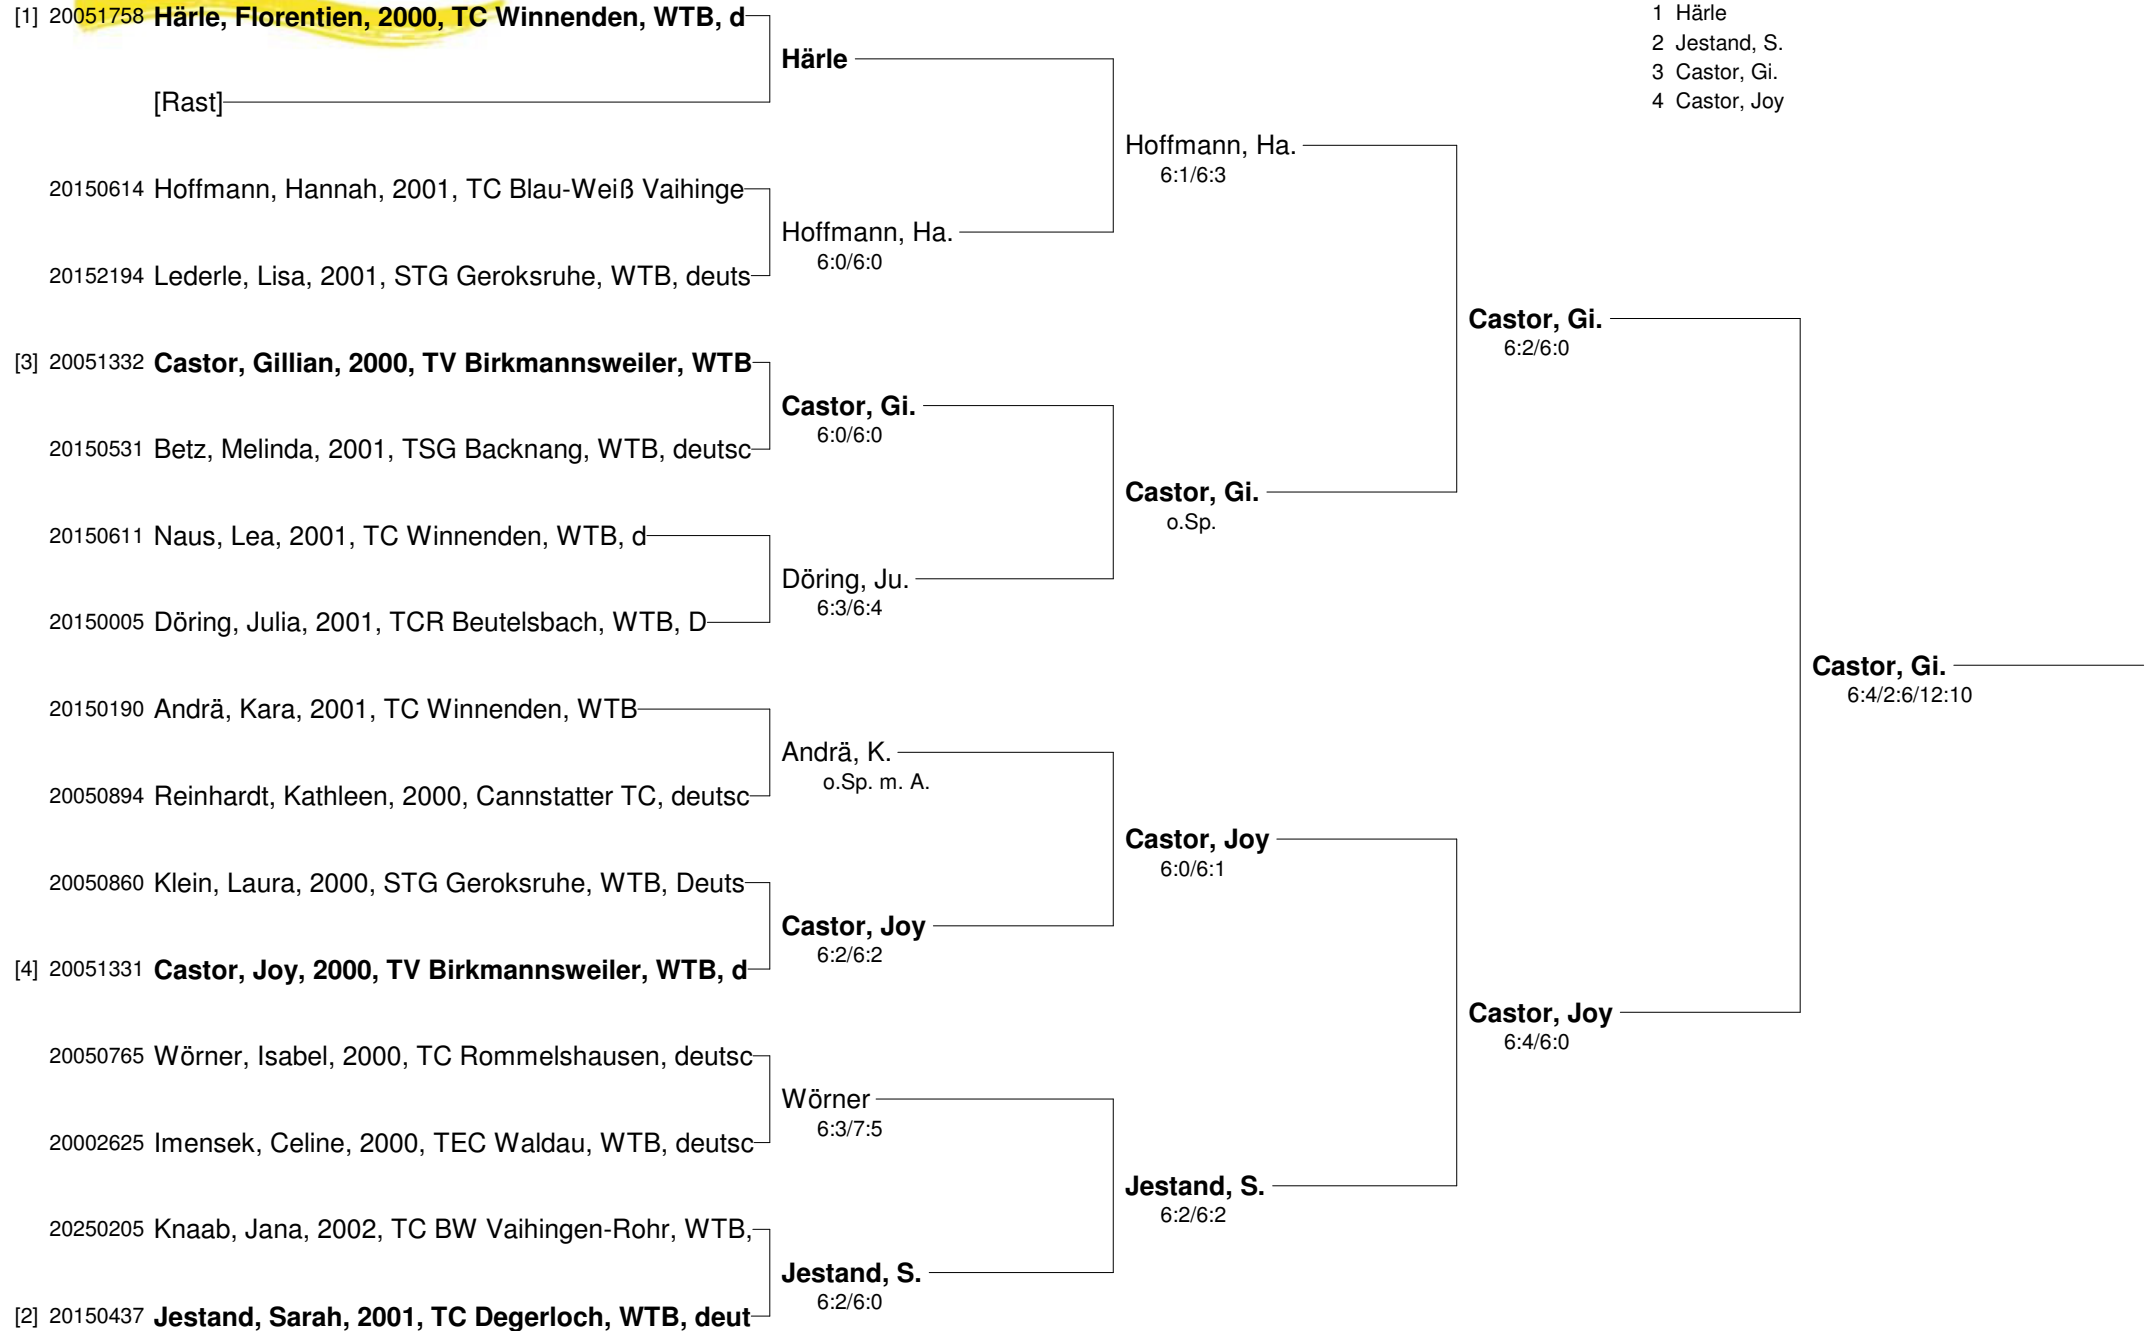 [1] 20051758 Härle, Florentien, 2000, TC Winnenden, WTB, d
[Rast]
20150614 Hoffmann, Hannah, 2001, TC Blau-Weiß Vaihinge
20152194 Lederle, Lisa, 2001, STG Geroksruhe, WTB, deuts
[3] 20051332 Castor, Gillian, 2000, TV Birkmannsweiler, WTB
20150531 Betz, Melinda, 2001, TSG Backnang, WTB, deutsc
20150611 Naus, Lea, 2001, TC Winnenden, WTB, d
20150005 Döring, Julia, 2001, TCR Beutelsbach, WTB, D
20150190 Andrä, Kara, 2001, TC Winnenden, WTB
20050894 Reinhardt, Kathleen, 2000, Cannstatter TC, deutsc
20050860 Klein, Laura, 2000, STG Geroksruhe, WTB, Deuts
[4] 20051331 Castor, Joy, 2000, TV Birkmannsweiler, WTB, d
20050765 Wörner, Isabel, 2000, TC Rommelshausen, deutsc
20002625 Imensek, Celine, 2000, TEC Waldau, WTB, deutsc
20250205 Knaab, Jana, 2002, TC BW Vaihingen-Rohr, WTB,
[2] 20150437 Jestand, Sarah, 2001, TC Degerloch, WTB, deut
Härle
Hoffmann, Ha.
6:0/6:0
Castor, Gi.
6:0/6:0
Döring, Ju.
6:3/6:4
Andrä, K.
o.Sp. m. A.
Castor, Joy
6:2/6:2
Wörner
6:3/7:5
Jestand, S.
6:2/6:0
Hoffmann, Ha.
6:1/6:3
Castor, Gi.
o.Sp.
Castor, Joy
6:0/6:1
Jestand, S.
6:2/6:2
Castor, Gi.
6:2/6:0
Castor, Joy
6:4/6:0
Castor, Gi.
6:4/2:6/12:10
1 Härle
2 Jestand, S.
3 Castor, Gi.
4 Castor, Joy